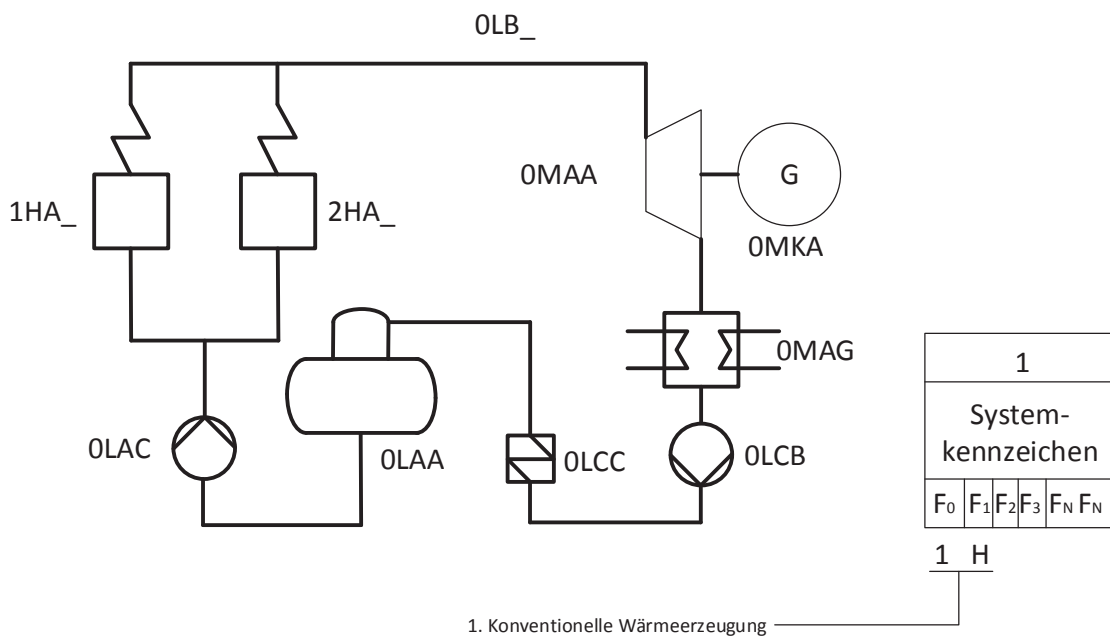 0LB_
1HA_
2HA_
0MAA
G
0MKA
0MAG
0LAC
0LAA
0LCC
0LCB
1
System-
kennzeichen
F0 F1 F2 F3 FN FN
1 H
1. Konventionelle Wärmeerzeugung